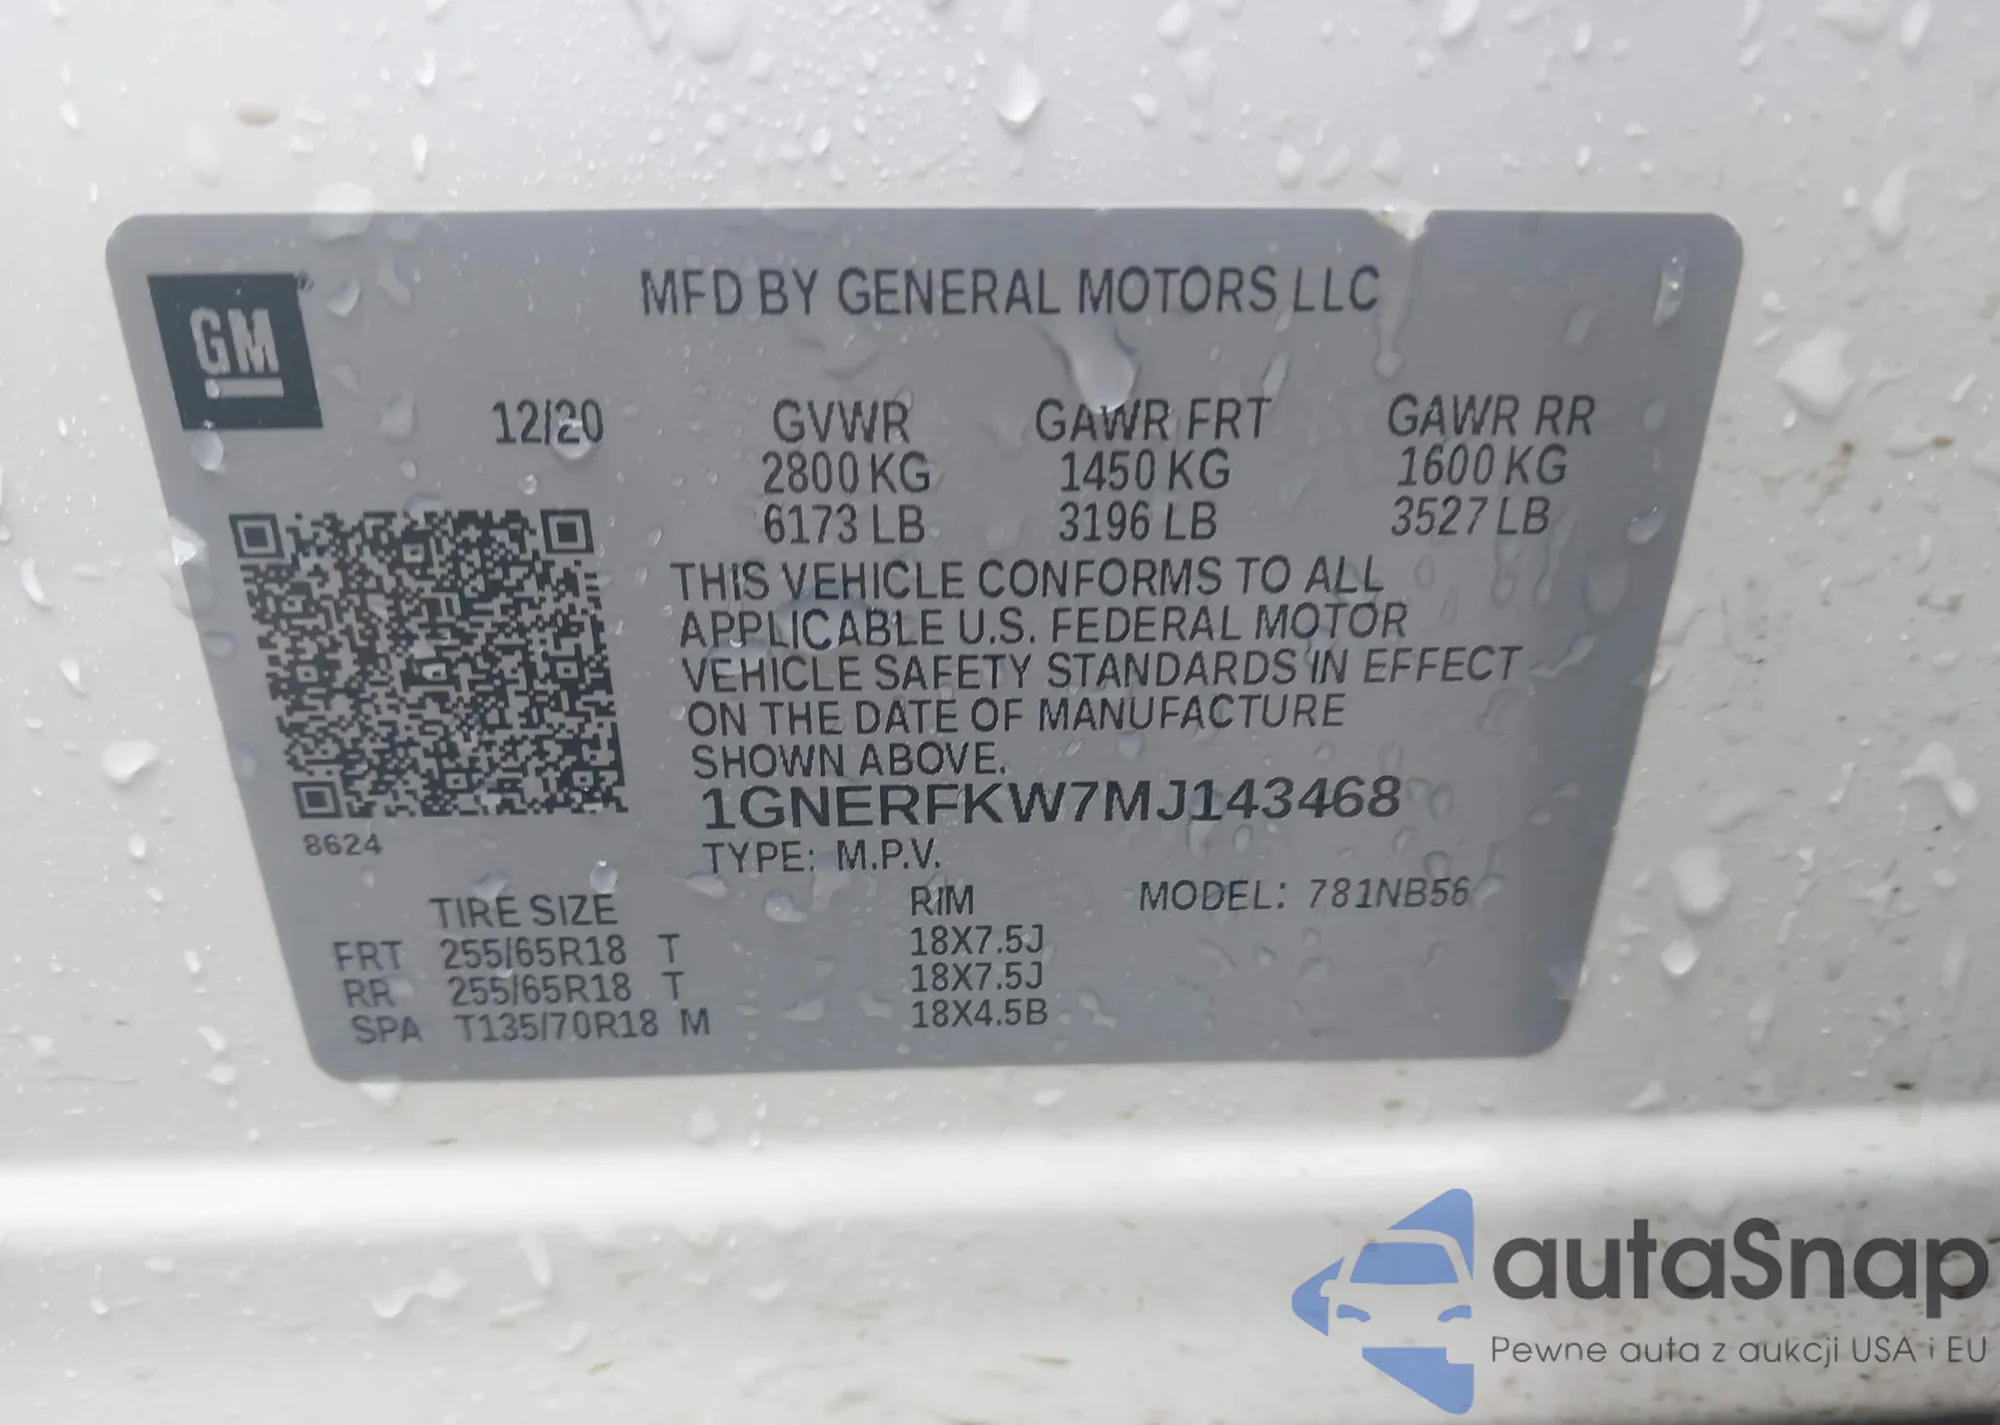 GM
MFD BY GENERAL MOTORS LLC
12/20 GVWR GAWR FRT GAWR RR
2800 KG 1450 KG 1600 KG
6173 LB 3196 LB 3527 LB
THIS VEHICLE CONFORMS TO ALL
APPLICABLE U.S. FEDERAL MOTOR
VEHICLE SAFETY STANDARDS IN EFFECT
ON THE DATE OF MANUFACTURE
SHOWN ABOVE.
1GNERFKW7MJ143468
8624
TYPE: M.P.V.
TIRE SIZE RIM MODEL: 781NB56
FRT 255/65R18 T 18X7.5J
RR 255/65R18 T 18X7.5J
SPA T135/70R18 M 18X4.5B
autaSnap
Pewne auta z aukcji USA i EU